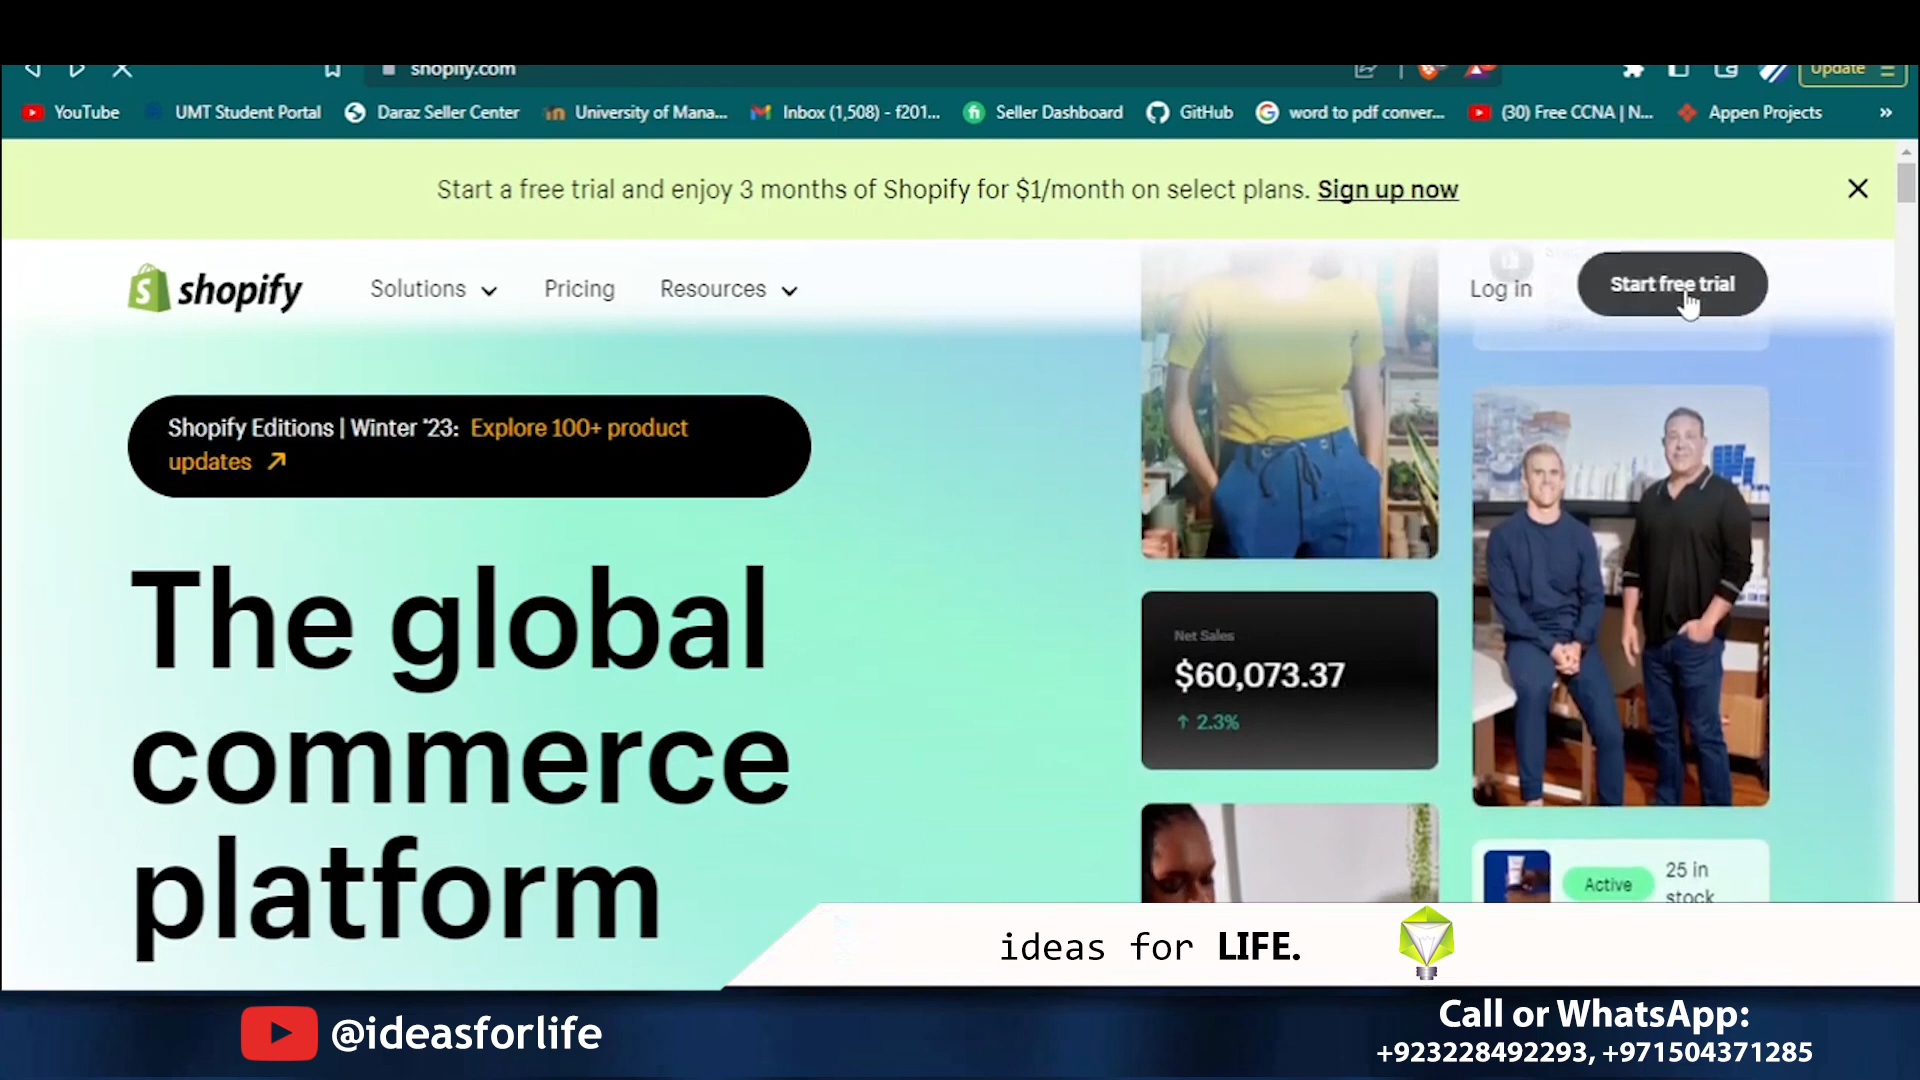 shopify.com
Update
YouTube
UMT Student Portal
Daraz Seller Center
in University of Mana...
Inbox (1,508) - f201...
fi Seller Dashboard
GitHub
word to pdf conver...
(30) Free CCNA | N...
Appen Projects
»
Start a free trial and enjoy 3 months of Shopify for $1/month on select plans. Sign up now
shopify
Solutions
Pricing
Resources
Log in
Start free trial
Shopify Editions | Winter '23: Explore 100+ product
updates
The global
commerce
platform
Net Sales
$60,073.37
↑ 2.3%
Active
25 in
stock
ideas for LIFE.
@ideasforlife
Call or WhatsApp:
+923228492293, +971504371285